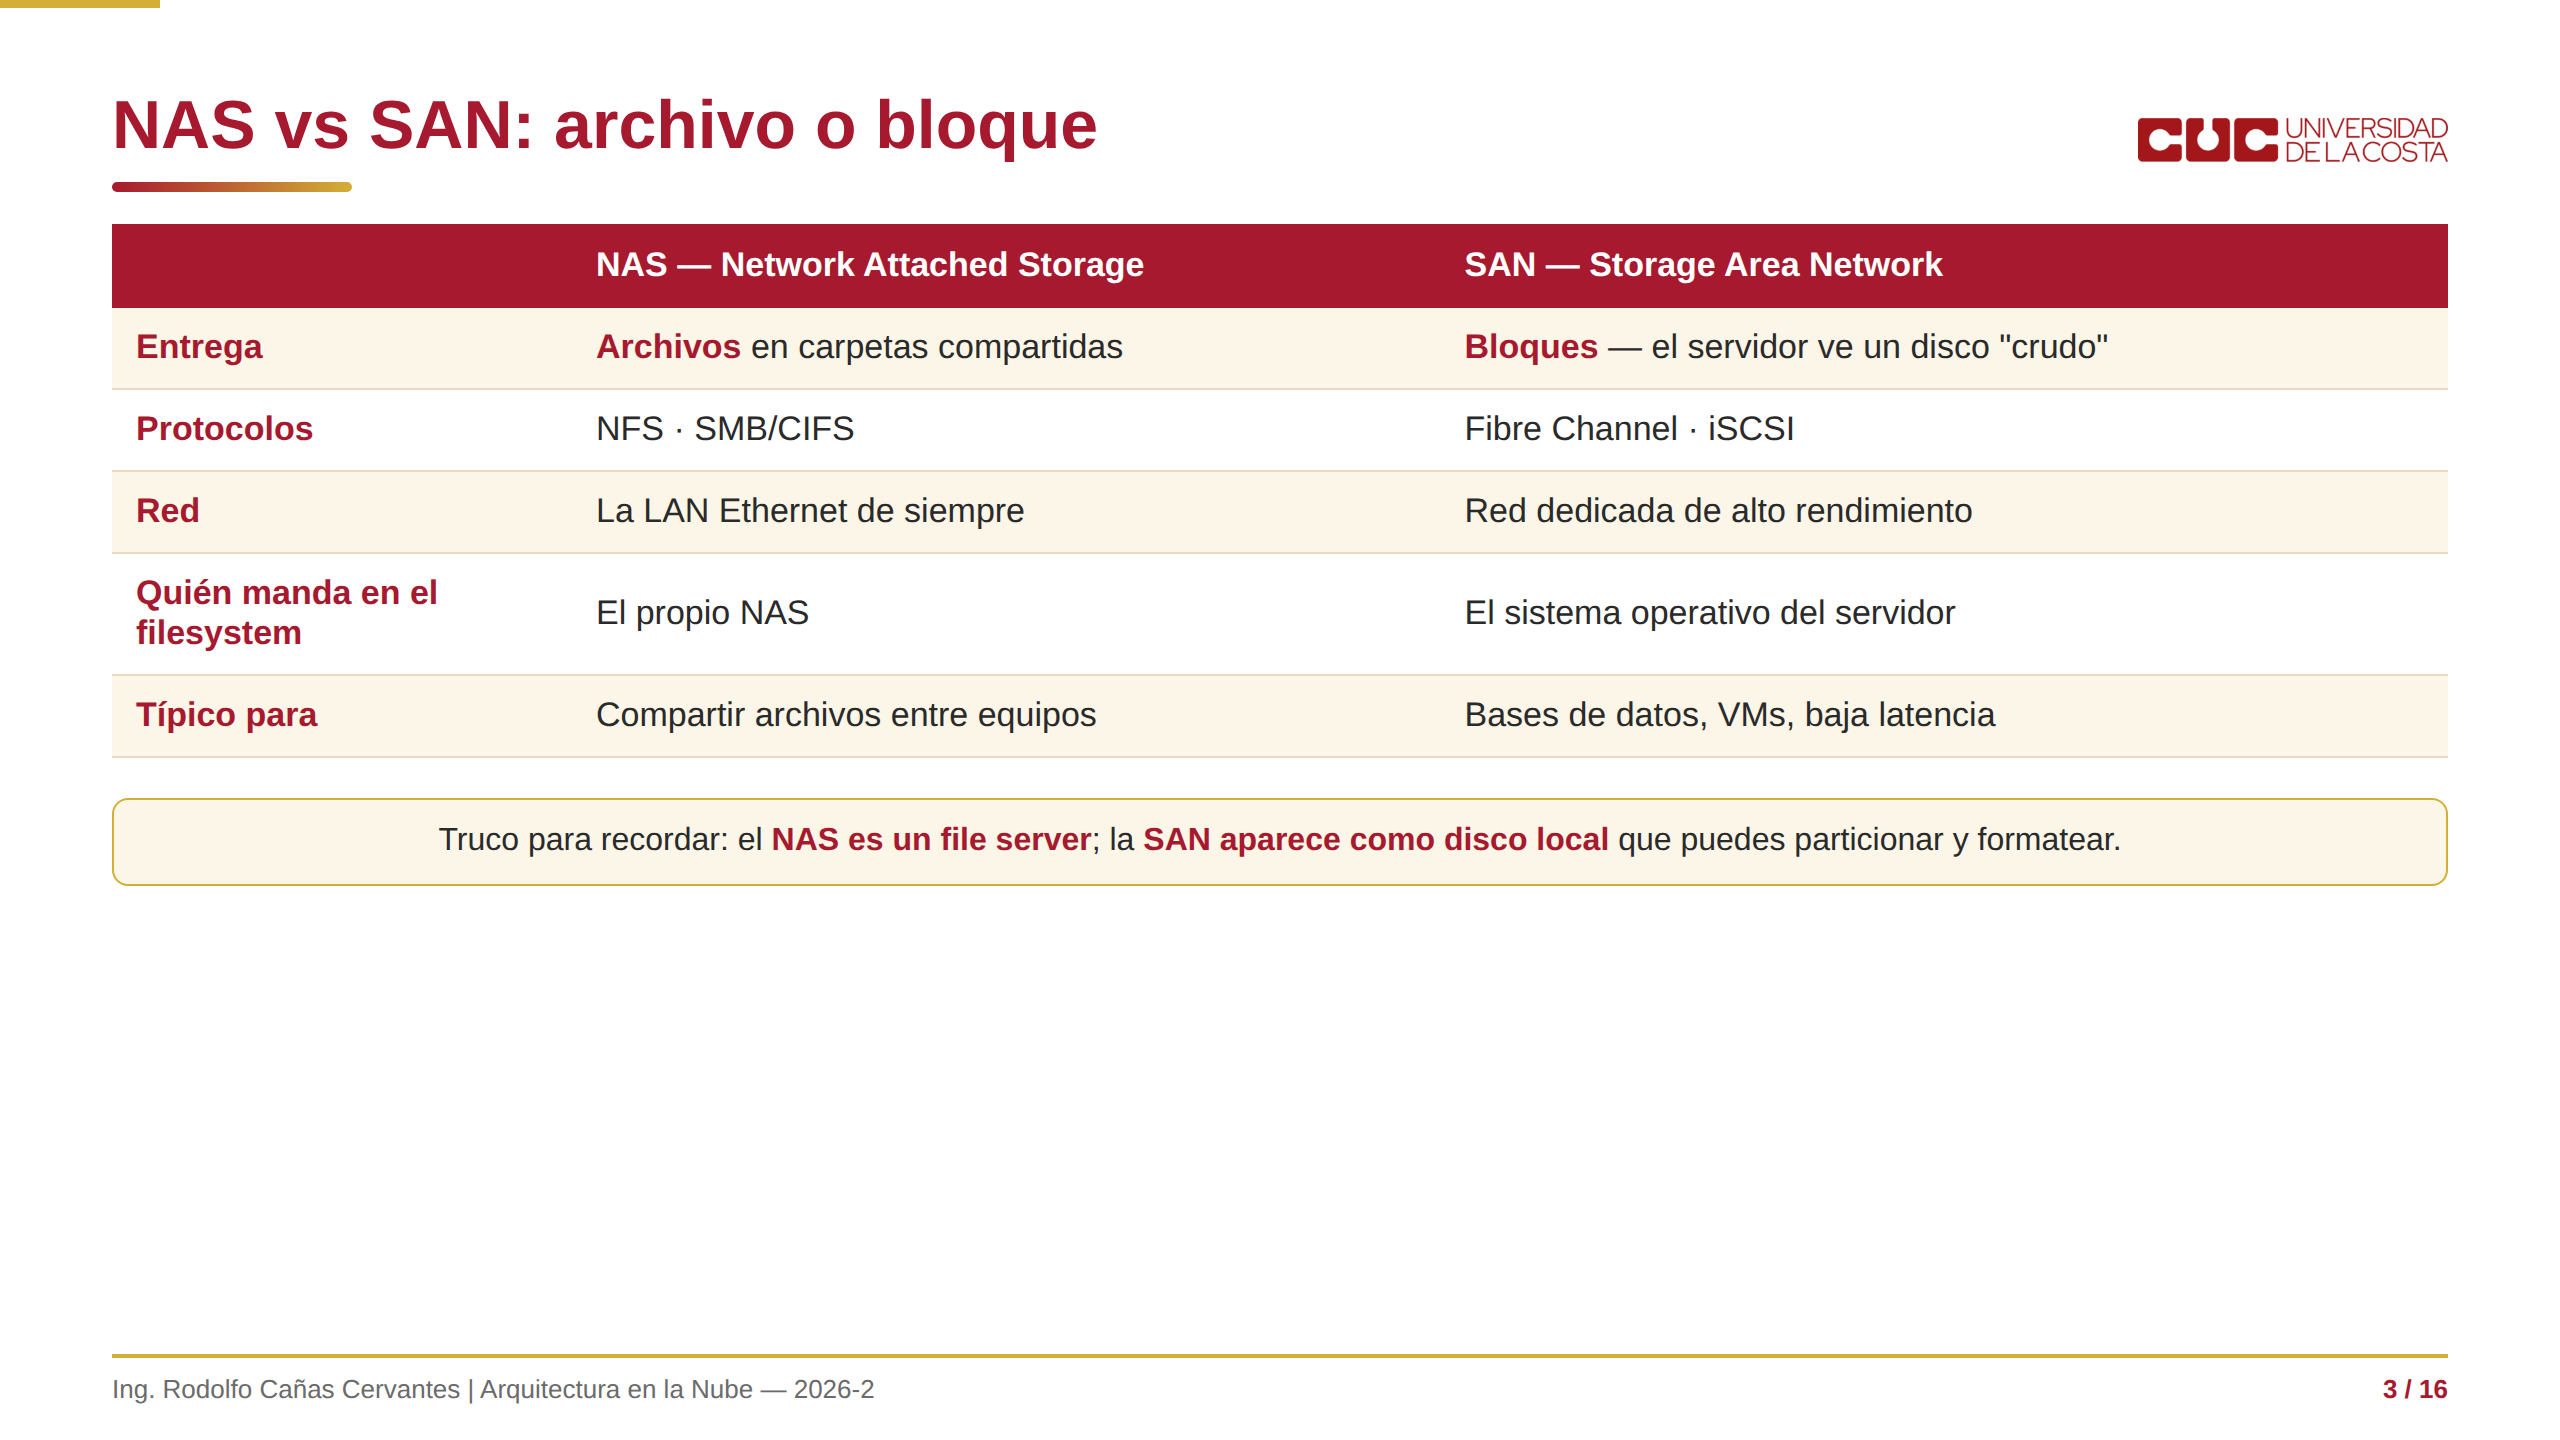 NAS vs SAN: archivo o bloque
CUC UNIVERSIDAD
DE LA COSTA
NAS — Network Attached Storage
SAN — Storage Area Network
Entrega
Archivos en carpetas compartidas
Bloques — el servidor ve un disco "crudo"
Protocolos
NFS · SMB/CIFS
Fibre Channel · iSCSI
Red
La LAN Ethernet de siempre
Red dedicada de alto rendimiento
Quién manda en el
filesystem
El propio NAS
El sistema operativo del servidor
Típico para
Compartir archivos entre equipos
Bases de datos, VMs, baja latencia
Truco para recordar: el NAS es un file server; la SAN aparece como disco local que puedes particionar y formatear.
Ing. Rodolfo Cañas Cervantes | Arquitectura en la Nube — 2026-2
3 / 16